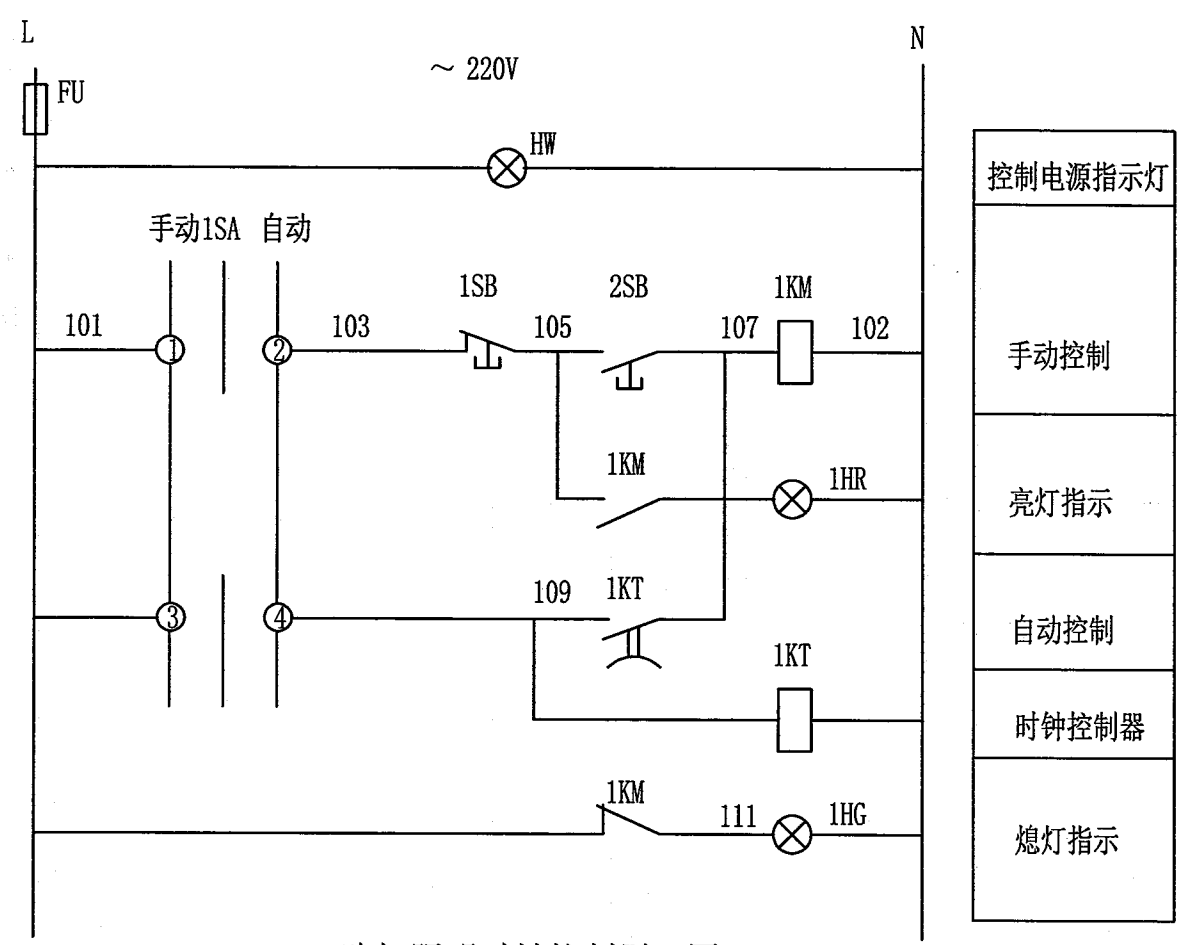 L
N
FU
～ 220V
HW
控制电源指示灯
手动1SA 自动
1SB
2SB
1KM
101
①
②
103
105
107
102
手动控制
1KM
1HR
亮灯指示
③
④
109
1KT
自动控制
1KT
时钟控制器
1KM
111
1HG
熄灯指示